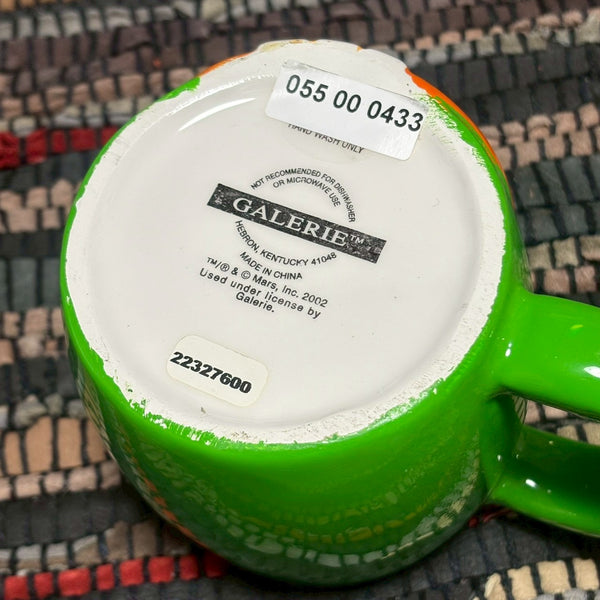 055 00 0433
HAND WASH ONLY
NOT RECOMMENDED FOR DISHWASHER
OR MICROWAVE USE
GALERIE™
HEBRON, KENTUCKY 41048
MADE IN CHINA
™/® & © Mars, Inc. 2002
Used under license by
Galerie.
22327600